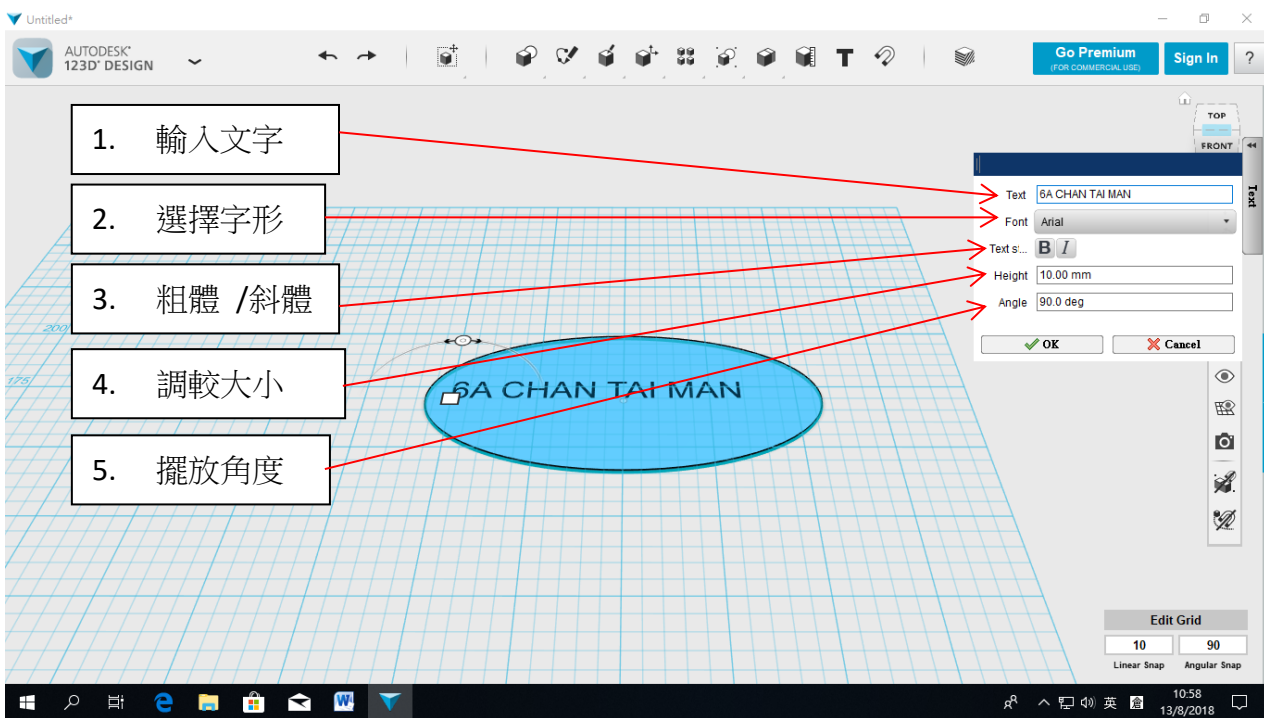 Untitled*
AUTODESK®
123D® DESIGN
Go Premium
(FOR COMMERCIAL USE)
Sign In
?
T
TOP
FRONT
1. 輸入文字
2. 選擇字形
3. 粗體 /斜體
4. 調較大小
5. 擺放角度
Text
Text 6A CHAN TAI MAN
Font Arial
Text s... B I
Height 10.00 mm
Angle 90.0 deg
OK Cancel
200
175
6A CHAN TAI MAN
Edit Grid
10 90
Linear Snap Angular Snap
英 倉 10:58
13/8/2018